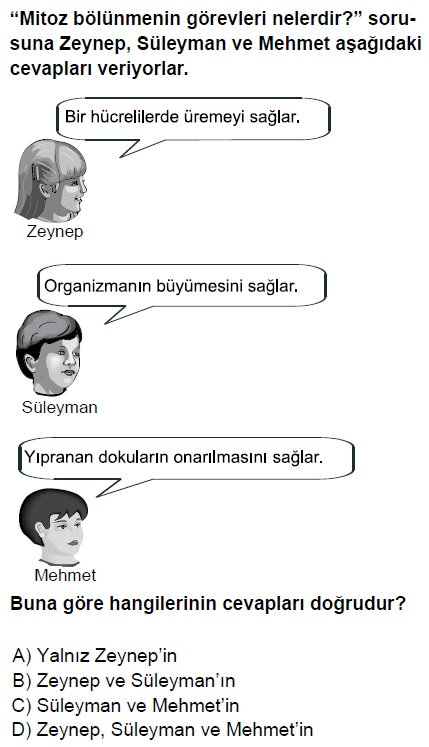 “Mitoz bölünmenin görevleri nelerdir?” soru-
suna Zeynep, Süleyman ve Mehmet aşağıdaki
cevapları veriyorlar.
Bir hücrelilerde üremeyi sağlar.
Zeynep
Organizmanın büyümesini sağlar.
Süleyman
Yıpranan dokuların onarılmasını sağlar.
Mehmet
Buna göre hangilerinin cevapları doğrudur?
A) Yalnız Zeynep’in
B) Zeynep ve Süleyman’ın
C) Süleyman ve Mehmet’in
D) Zeynep, Süleyman ve Mehmet’in